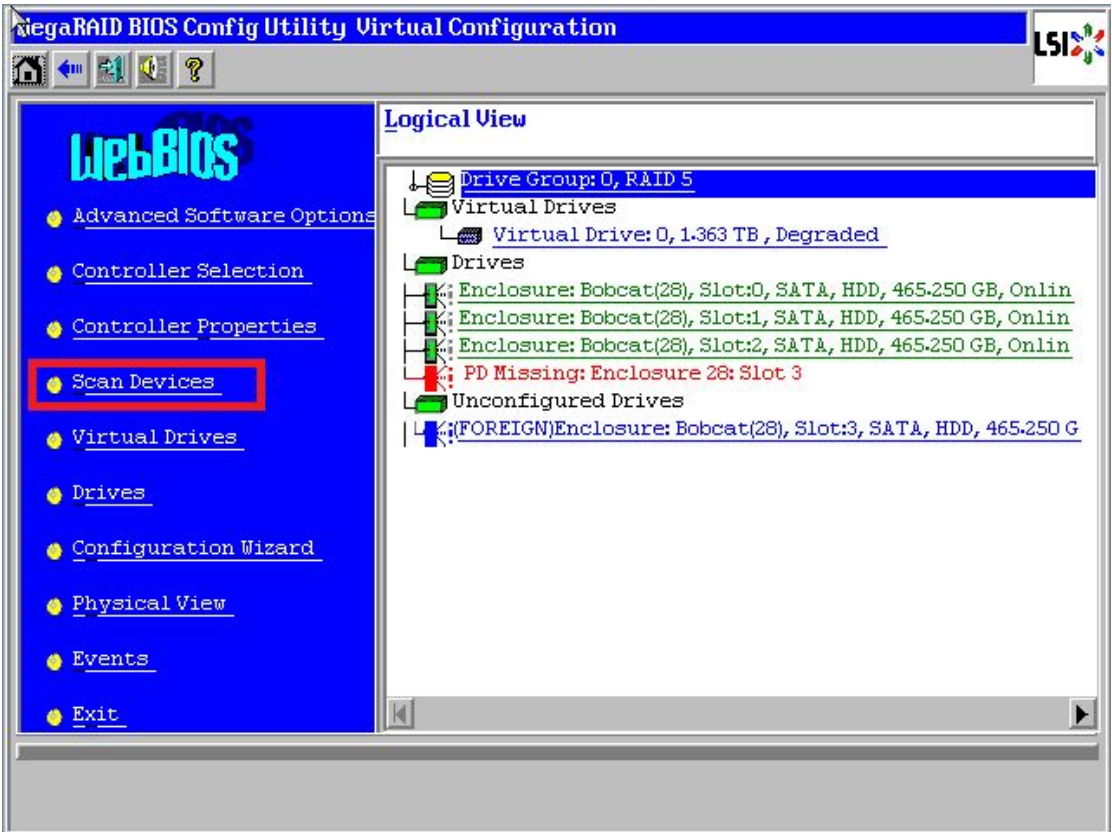 MegaRAID BIOS Config Utility Virtual Configuration
LSI
WebBIOS
Advanced Software Options
Controller Selection
Controller Properties
Scan Devices
Virtual Drives
Drives
Configuration Wizard
Physical View
Events
Exit
Logical View
Drive Group: 0, RAID 5
Virtual Drives
Virtual Drive: 0, 1.363 TB , Degraded
Drives
Enclosure: Bobcat(28), Slot:0, SATA, HDD, 465.250 GB, Onlin
Enclosure: Bobcat(28), Slot:1, SATA, HDD, 465.250 GB, Onlin
Enclosure: Bobcat(28), Slot:2, SATA, HDD, 465.250 GB, Onlin
PD Missing: Enclosure 28: Slot 3
Unconfigured Drives
(FOREIGN)Enclosure: Bobcat(28), Slot:3, SATA, HDD, 465.250 G